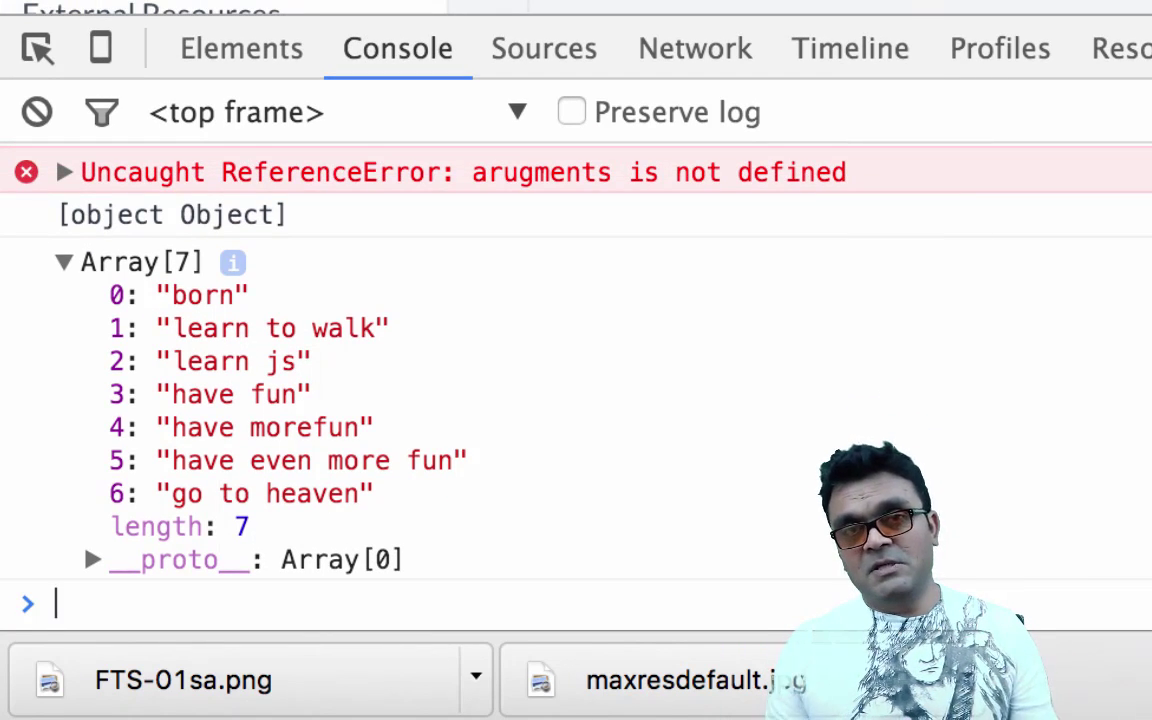 External Resources
Elements Console Sources Network Timeline Profiles Reso
<top frame> Preserve log
Uncaught ReferenceError: arugments is not defined
[object Object]
Array[7] i
0: "born"
1: "learn to walk"
2: "learn js"
3: "have fun"
4: "have morefun"
5: "have even more fun"
6: "go to heaven"
length: 7
__proto__: Array[0]
>
FTS-01sa.png maxresdefault.jpg